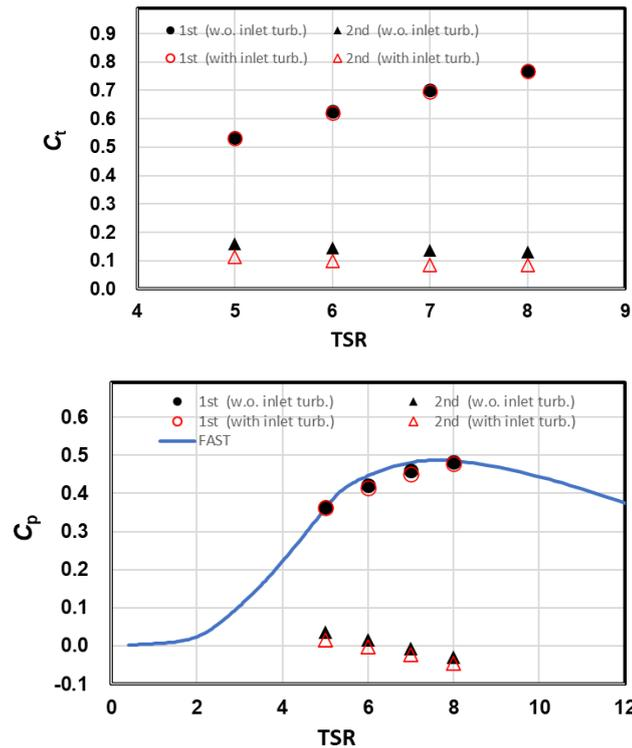 0.9
1st (w.o. inlet turb.) 2nd (w.o. inlet turb.)
0.8
1st (with inlet turb.) 2nd (with inlet turb.)
0.7
0.6
Ct
0.5
0.4
0.3
0.2
0.1
0.0
4 5 6 7 8 9
TSR
1st (w.o. inlet turb.) 2nd (w.o. inlet turb.)
0.6
1st (with inlet turb.) 2nd (with inlet turb.)
FAST
0.5
0.4
Cp
0.3
0.2
0.1
0.0
-0.1
0 2 4 6 8 10 12
TSR